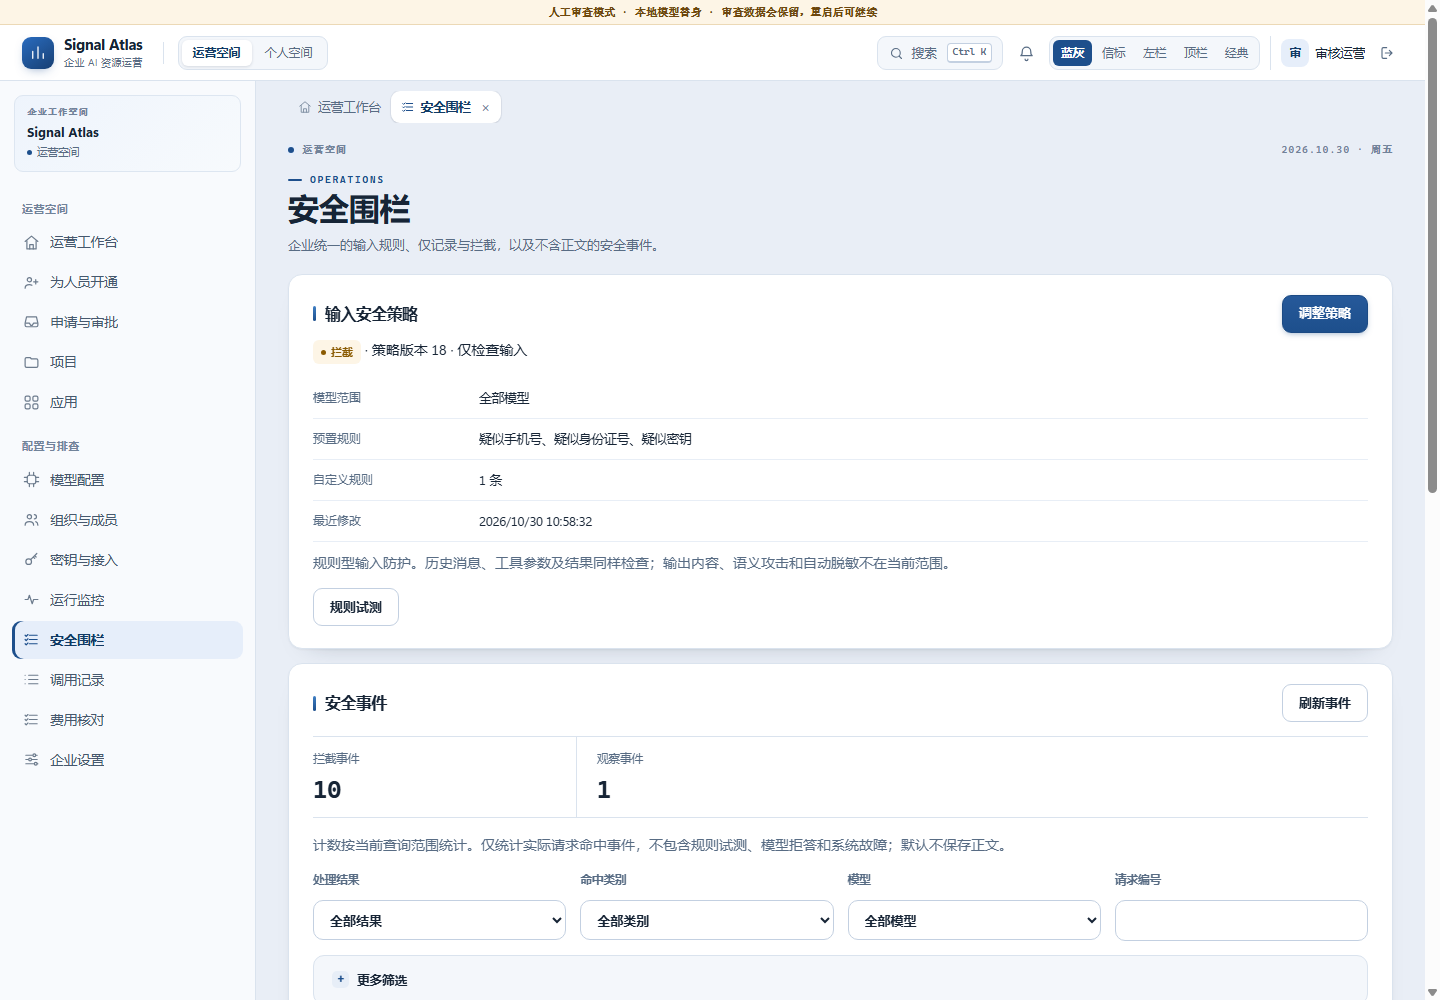 人工审查模式 · 本地模型替身 · 审查数据会保留，重启后可继续
Signal Atlas
企业 AI 资源运营
运营空间
个人空间
搜索
Ctrl K
蓝灰
信标
左栏
顶栏
经典
审
审核运营
企业工作空间
Signal Atlas
运营空间
运营空间
运营工作台
为人员开通
申请与审批
项目
应用
配置与排查
模型配置
组织与成员
密钥与接入
运行监控
安全围栏
调用记录
费用核对
企业设置
运营工作台
安全围栏 ×
运营空间
2026.10.30 · 周五
OPERATIONS
安全围栏
企业统一的输入规则、仅记录与拦截，以及不含正文的安全事件。
输入安全策略
调整策略
拦截 · 策略版本 18 · 仅检查输入
模型范围 全部模型
预置规则 疑似手机号、疑似身份证号、疑似密钥
自定义规则 1 条
最近修改 2026/10/30 10:58:32
规则型输入防护。历史消息、工具参数及结果同样检查；输出内容、语义攻击和自动脱敏不在当前范围。
规则试测
安全事件
刷新事件
拦截事件
10
观察事件
1
计数按当前查询范围统计。仅统计实际请求命中事件，不包含规则试测、模型拒答和系统故障；默认不保存正文。
处理结果
全部结果
命中类别
全部类别
模型
全部模型
请求编号
+ 更多筛选